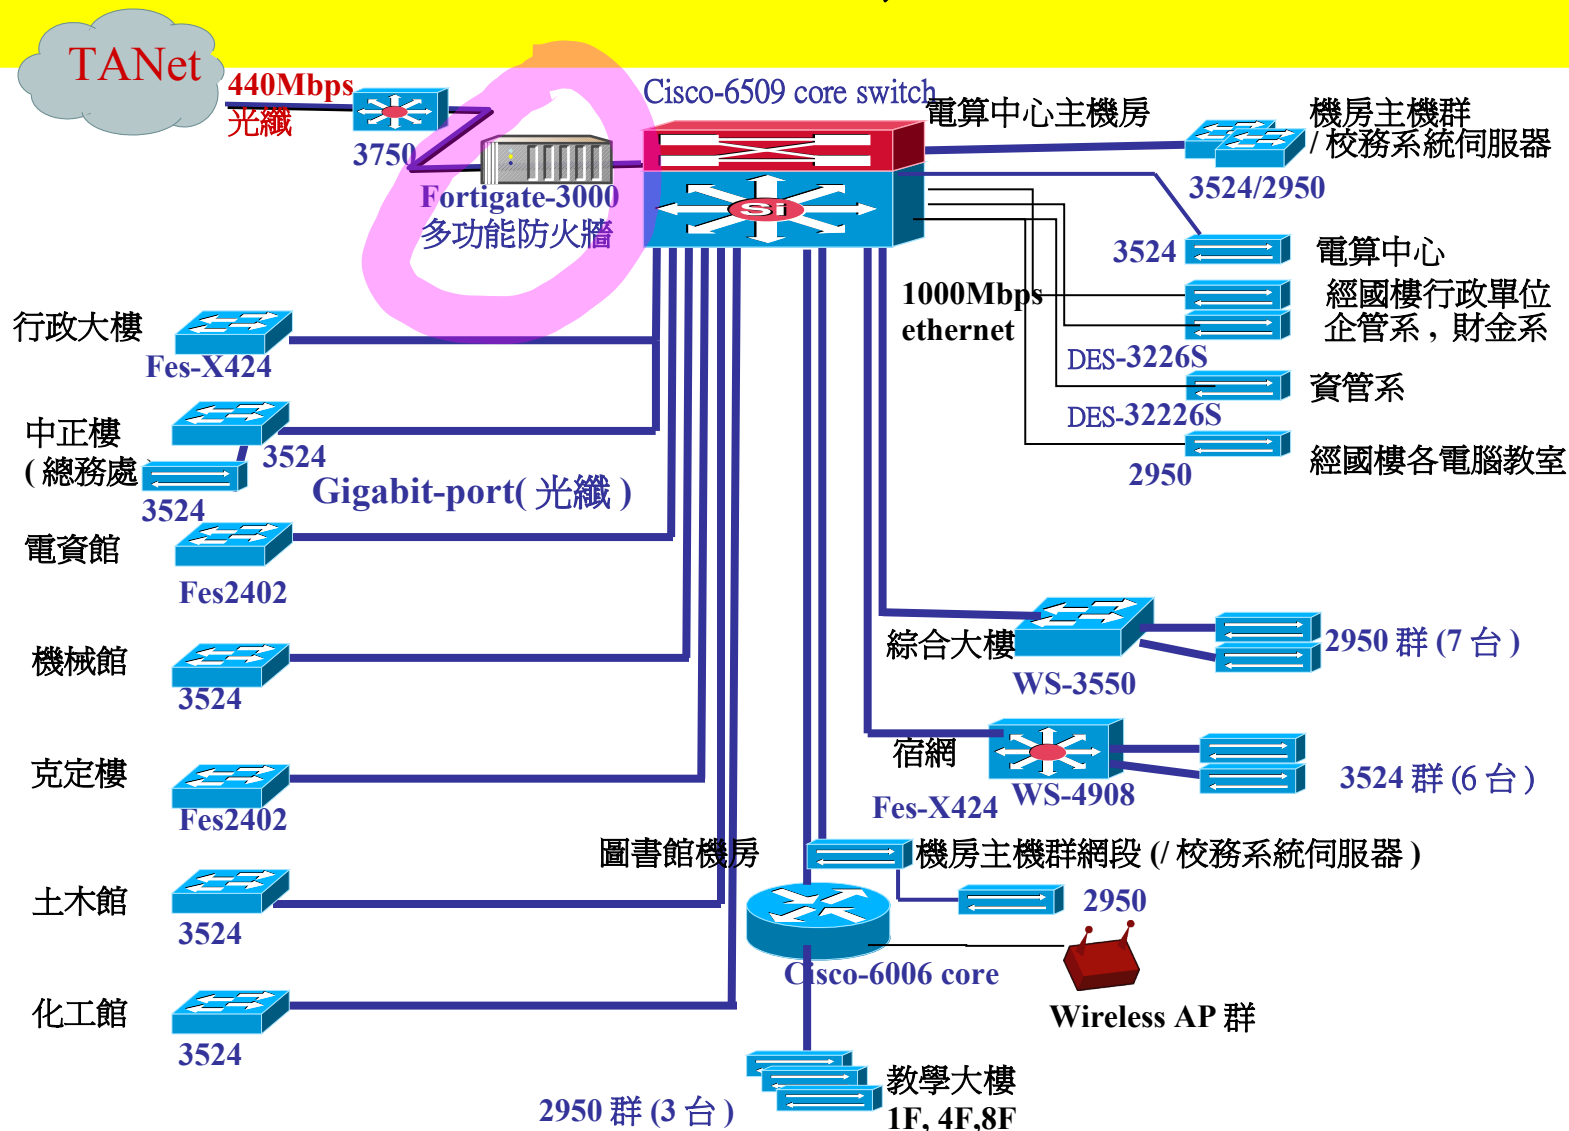 TANet
440Mbps
光纖
3750
Fortigate-3000
多功能防火牆
Cisco-6509 core switch
Si
電算中心主機房
機房主機群
/ 校務系統伺服器
3524/2950
3524
電算中心
1000Mbps
ethernet
經國樓行政單位
企管系 , 財金系
DES-3226S
資管系
DES-32226S
2950
經國樓各電腦教室
行政大樓
Fes-X424
中正樓
( 總務處 )
3524
3524
Gigabit-port( 光纖 )
電資館
Fes2402
機械館
3524
克定樓
Fes2402
土木館
3524
化工館
3524
綜合大樓
WS-3550
2950 群 (7 台 )
宿網
WS-4908
3524 群 (6 台 )
Fes-X424
圖書館機房
機房主機群網段 (/ 校務系統伺服器 )
2950
Cisco-6006 core
Wireless AP 群
2950 群 (3 台 )
教學大樓
1F, 4F,8F